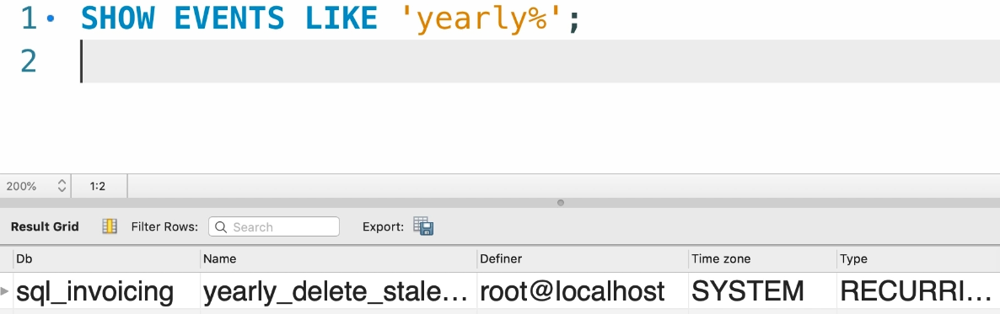 1 SHOW EVENTS LIKE 'yearly%';
2
200% 1:2
Result Grid Filter Rows: Search Export:
Db Name Definer Time zone Type
sql_invoicing yearly_delete_stale... root@localhost SYSTEM RECURRI...